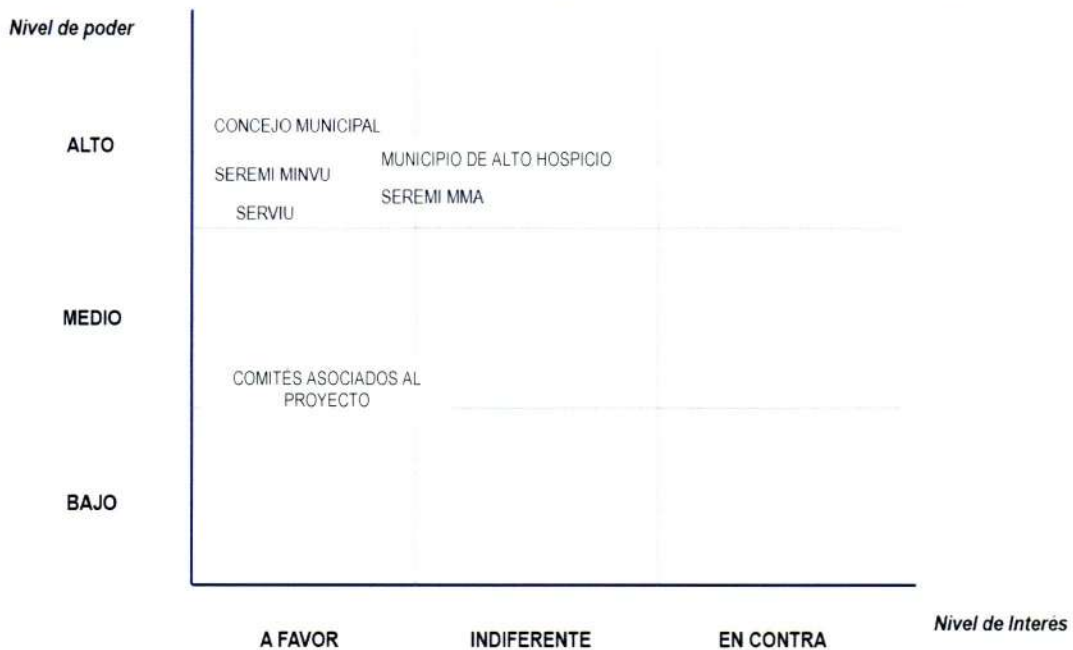 Nivel de poder
CONCEJO MUNICIPAL
ALTO
MUNICIPIO DE ALTO HOSPICIO
SEREMI MINVU
SEREMI MMA
SERVIU
MEDIO
COMITÉS ASOCIADOS AL
PROYECTO
BAJO
Nivel de Interés
A FAVOR
INDIFERENTE
EN CONTRA